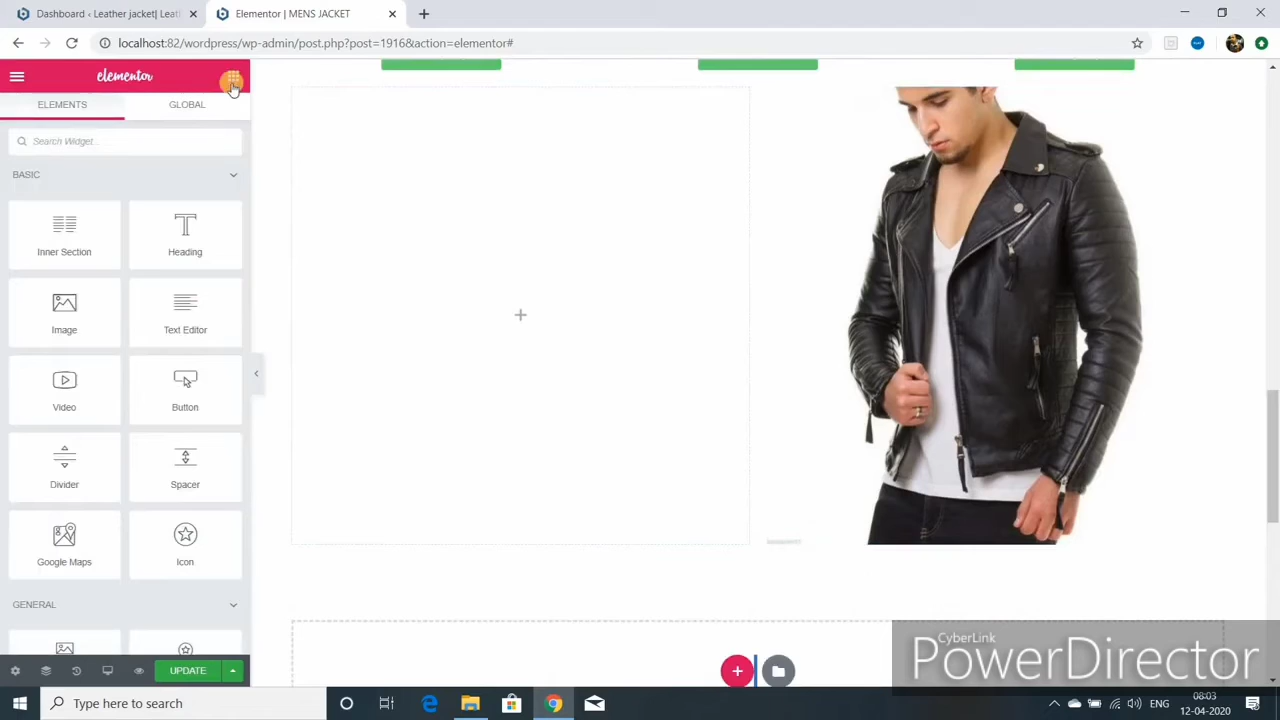 Dashboard ‹ Leather jacket| Leath
Elementor | MENS JACKET
localhost:82/wordpress/wp-admin/post.php?post=1916&action=elementor#
elementor
ELEMENTS
GLOBAL
Search Widget...
BASIC
Inner Section
Heading
Image
Text Editor
Video
Button
Divider
Spacer
Google Maps
Icon
GENERAL
UPDATE
CyberLink
PowerDirector
Type here to search
ENG
08:03
12-04-2020